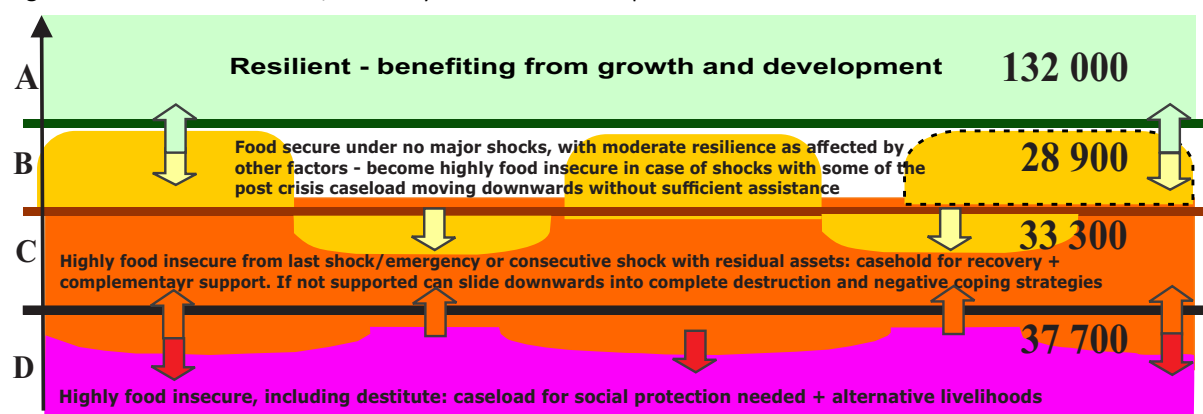 A
Resilient - benefiting from growth and development
132 000
B
Food secure under no major shocks, with moderate resilience as affected by
other factors - become highly food insecure in case of shocks with some of the
post crisis caseload moving downwards without sufficient assistance
28 900
C
33 300
Highly food insecure from last shock/emergency or consecutive shock with residual assets: casehold for recovery +
complementayr support. If not supported can slide downwards into complete destruction and negative coping strategies
37 700
D
Highly food insecure, including destitute: caseload for social protection needed + alternative livelihoods